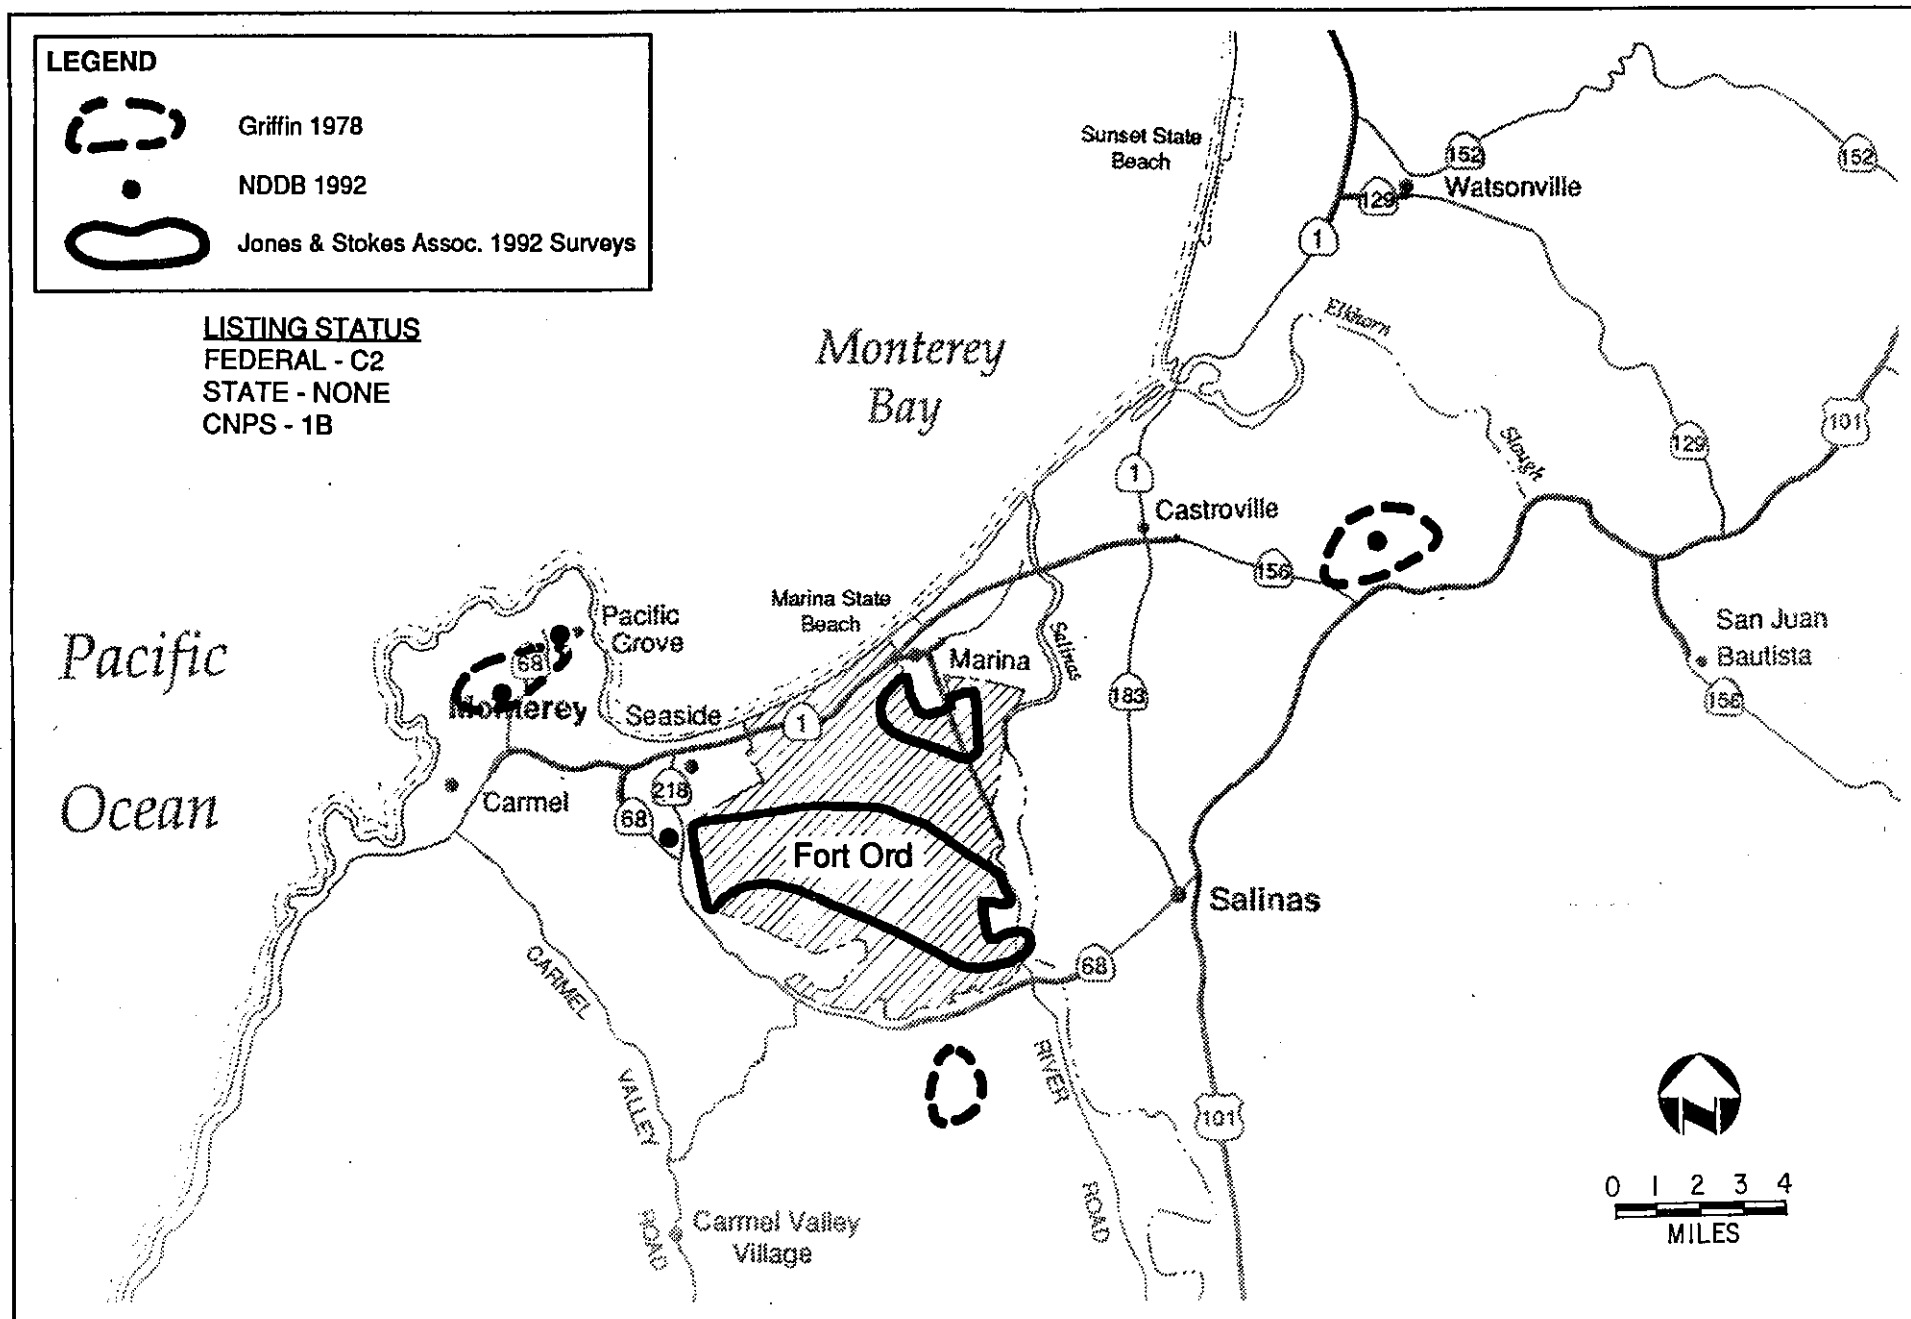 LEGEND
Griffin 1978
NDDB 1992
Jones & Stokes Assoc. 1992 Surveys
LISTING STATUS
FEDERAL - C2
STATE - NONE
CNPS - 1B
Sunset State
Beach
152
152
129
Watsonville
1
Monterey
Bay
Elkhorn
Slough
101
129
1
Castroville
156
Marina State
Beach
Pacific
Grove
68
Monterey
Seaside
1
Marina
Salinas
183
San Juan
Bautista
156
Pacific
Ocean
Carmel
218
68
Fort Ord
Salinas
68
CARMEL
VALLEY
ROAD
RIVER
ROAD
101
Carmel Valley
Village
N
0 1 2 3 4
MILES